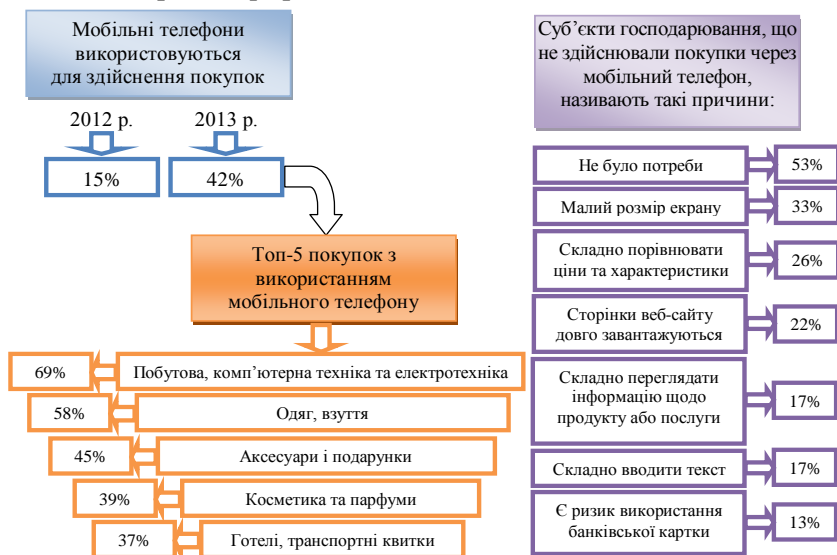 Мобільні телефони
використовуються
для здійснення покупок
2012 р.
2013 р.
15%
42%
Топ-5 покупок з
використанням
мобільного телефону
69%
Побутова, комп’ютерна техніка та електротехніка
58%
Одяг, взуття
45%
Аксесуари і подарунки
39%
Косметика та парфуми
37%
Готелі, транспортні квитки
Суб’єкти господарювання, що
не здійснювали покупки через
мобільний телефон,
називають такі причини:
Не було потреби
53%
Малий розмір екрану
33%
Складно порівнювати
ціни та характеристики
26%
Сторінки веб-сайту
довго завантажуються
22%
Складно переглядати
інформацію щодо
продукту або послуги
17%
Складно вводити текст
17%
Є ризик використання
банківської картки
13%